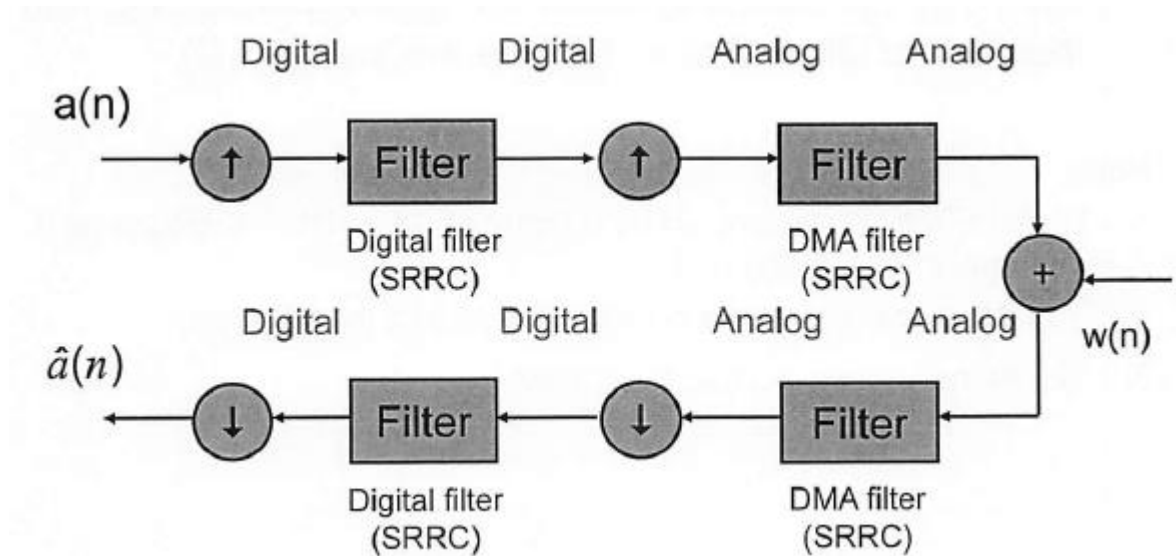 Digital Digital Analog Analog
a(n)
↑ Filter ↑ Filter
Digital filter DMA filter
(SRRC) (SRRC)
+
Digital Digital Analog Analog
w(n)
â(n)
↓ Filter ↓ Filter
Digital filter DMA filter
(SRRC) (SRRC)